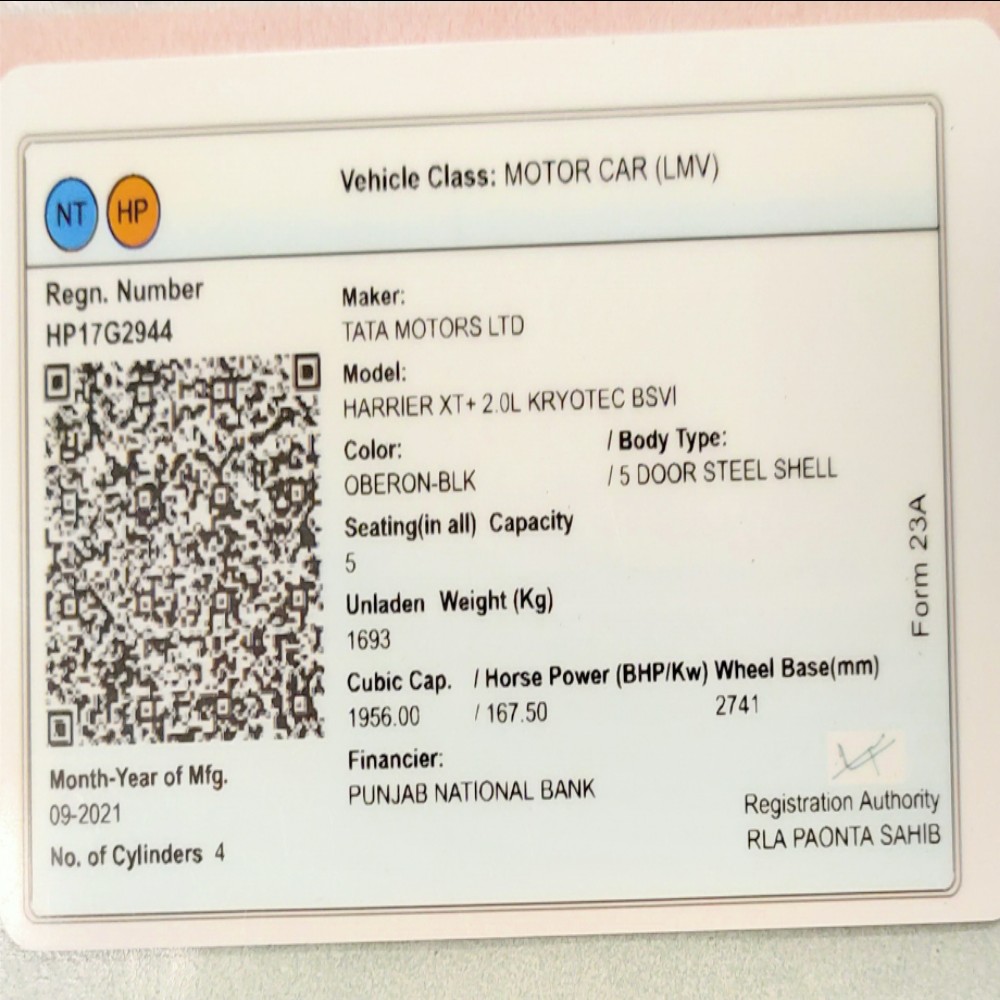 NT HP
Vehicle Class: MOTOR CAR (LMV)
Regn. Number
HP17G2944
Month-Year of Mfg.
09-2021
No. of Cylinders 4
Maker:
TATA MOTORS LTD
Model:
HARRIER XT+ 2.0L KRYOTEC BSVI
Color: / Body Type:
OBERON-BLK / 5 DOOR STEEL SHELL
Seating(in all) Capacity
5
Unladen Weight (Kg)
1693
Cubic Cap. / Horse Power (BHP/Kw) Wheel Base(mm)
1956.00 / 167.50 2741
Financier:
PUNJAB NATIONAL BANK
Registration Authority
RLA PAONTA SAHIB
Form 23A